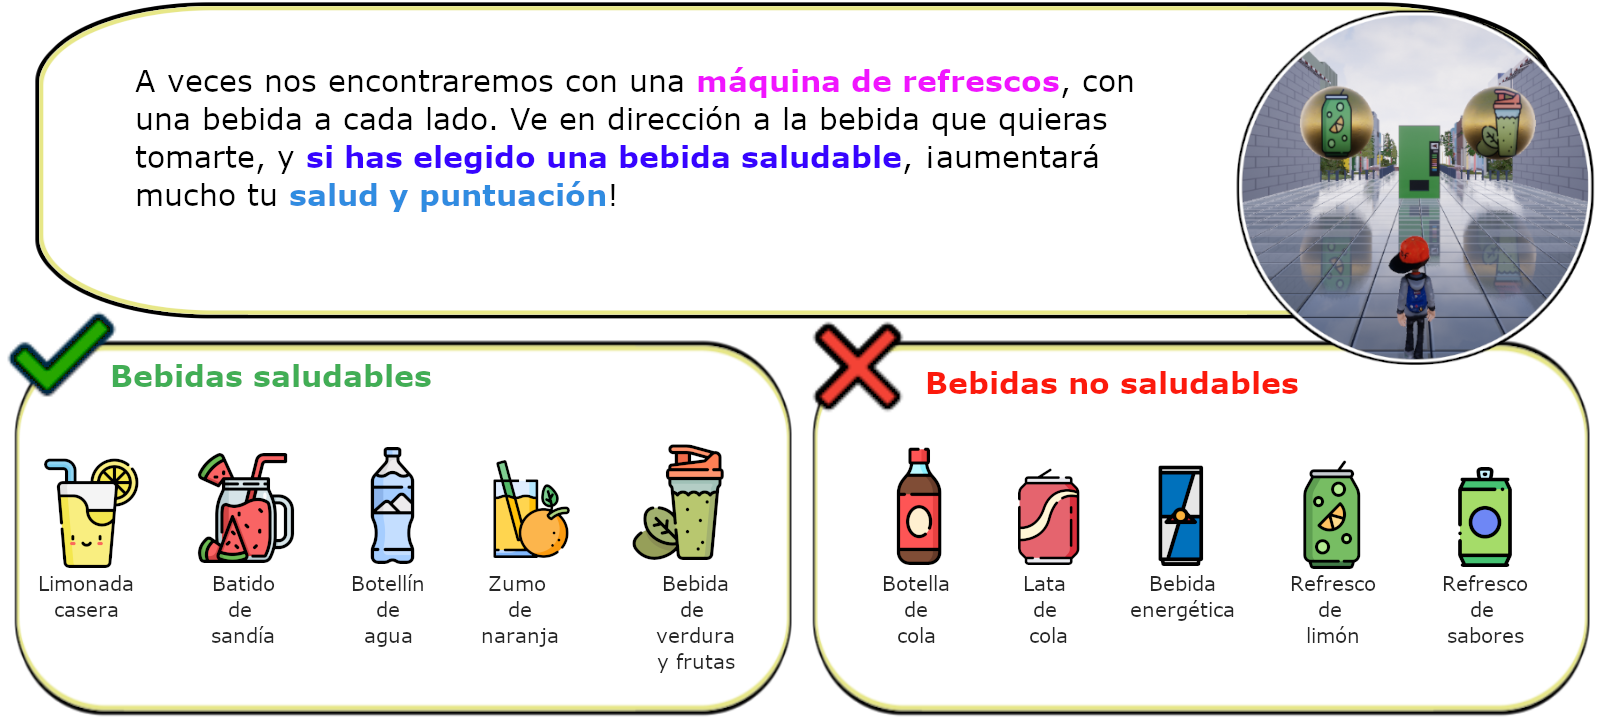 A veces nos encontraremos con una máquina de refrescos, con
una bebida a cada lado. Ve en dirección a la bebida que quieras
tomarte, y si has elegido una bebida saludable, ¡aumentará
mucho tu salud y puntuación!
Bebidas saludables
Limonada
casera
Batido
de
sandía
Botellín
de
agua
Zumo
de
naranja
Bebida
de
verdura
y frutas
Bebidas no saludables
Botella
de
cola
Lata
de
cola
Bebida
energética
Refresco
de
limón
Refresco
de
sabores